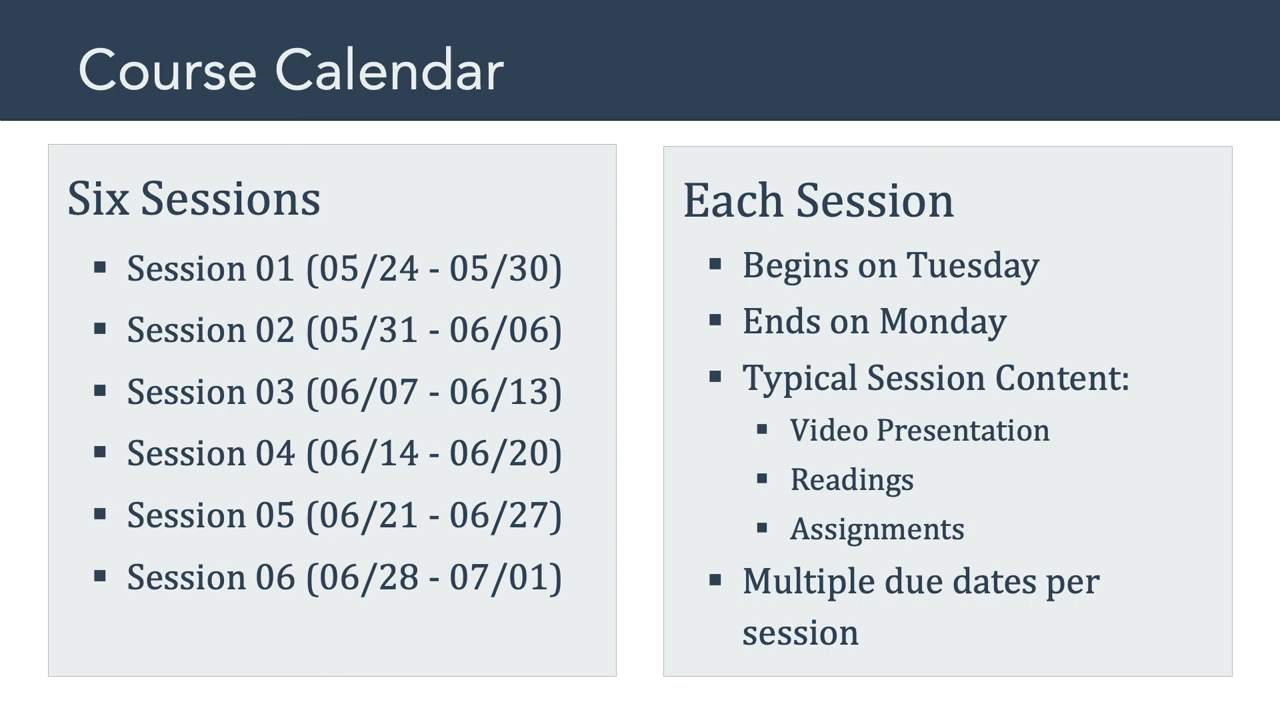 Course Calendar
Six Sessions
▪ Session 01 (05/24 - 05/30)
▪ Session 02 (05/31 - 06/06)
▪ Session 03 (06/07 - 06/13)
▪ Session 04 (06/14 - 06/20)
▪ Session 05 (06/21 - 06/27)
▪ Session 06 (06/28 - 07/01)
Each Session
▪ Begins on Tuesday
▪ Ends on Monday
▪ Typical Session Content:
▪ Video Presentation
▪ Readings
▪ Assignments
▪ Multiple due dates per
session